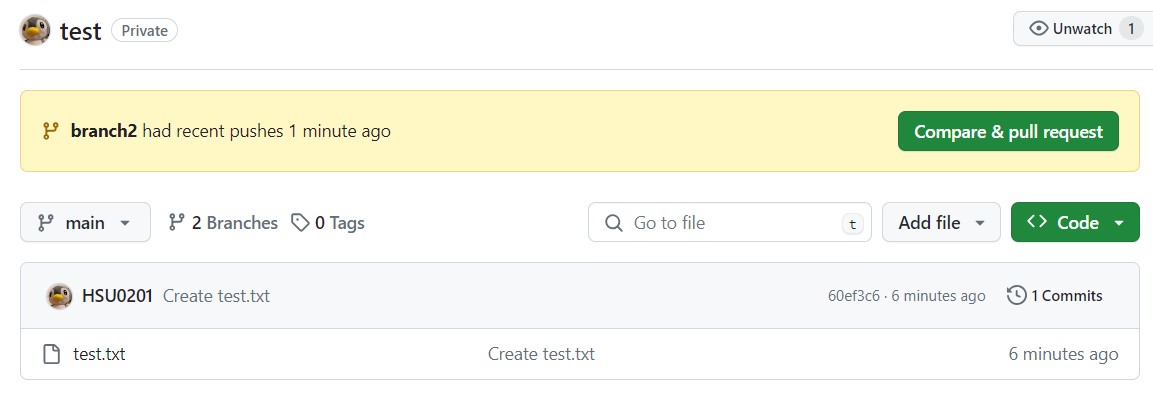 test Private Unwatch 1
branch2 had recent pushes 1 minute ago Compare & pull request
main 2 Branches 0 Tags Go to file t Add file <> Code
HSU0201 Create test.txt 60ef3c6 · 6 minutes ago 1 Commits
test.txt Create test.txt 6 minutes ago